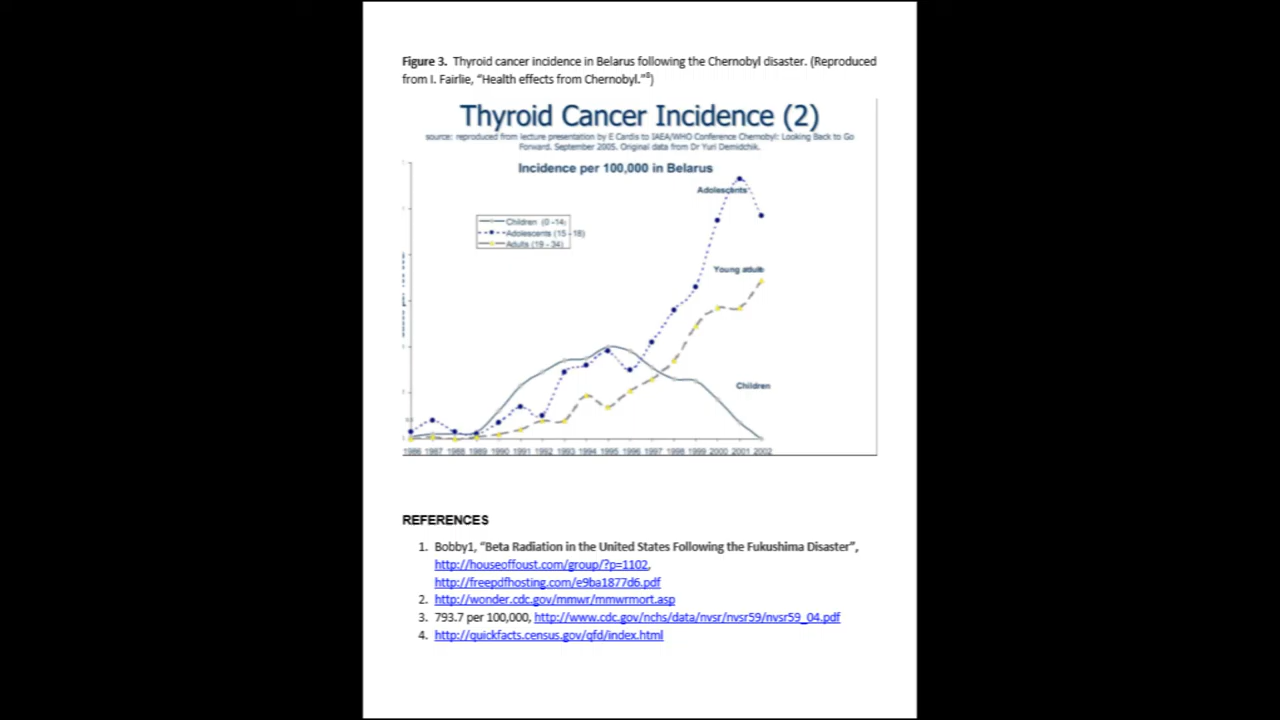 Figure 3. Thyroid cancer incidence in Belarus following the Chernobyl disaster. (Reproduced
from I. Fairlie, “Health effects from Chernobyl.”⁸)
Thyroid Cancer Incidence (2)
source: reproduced from lecture presentation by E Cardis to IAEA/WHO Conference Chernobyl: Looking Back to Go
Forward. September 2005. Original data from Dr Yuri Demidchik.
Incidence per 100,000 in Belarus
Adolescents
Children (0 -14)
Adolescents (15 - 18)
Adults (19 - 34)
Young adults
Children
1986 1987 1988 1989 1990 1991 1992 1993 1994 1995 1996 1997 1998 1999 2000 2001 2002
REFERENCES
1. Bobby1, “Beta Radiation in the United States Following the Fukushima Disaster”,
http://houseoffoust.com/group/?p=1102,
http://freepdfhosting.com/e9ba1877d6.pdf
2. http://wonder.cdc.gov/mmwr/mmwrmort.asp
3. 793.7 per 100,000, http://www.cdc.gov/nchs/data/nvsr/nvsr59/nvsr59_04.pdf
4. http://quickfacts.census.gov/qfd/index.html